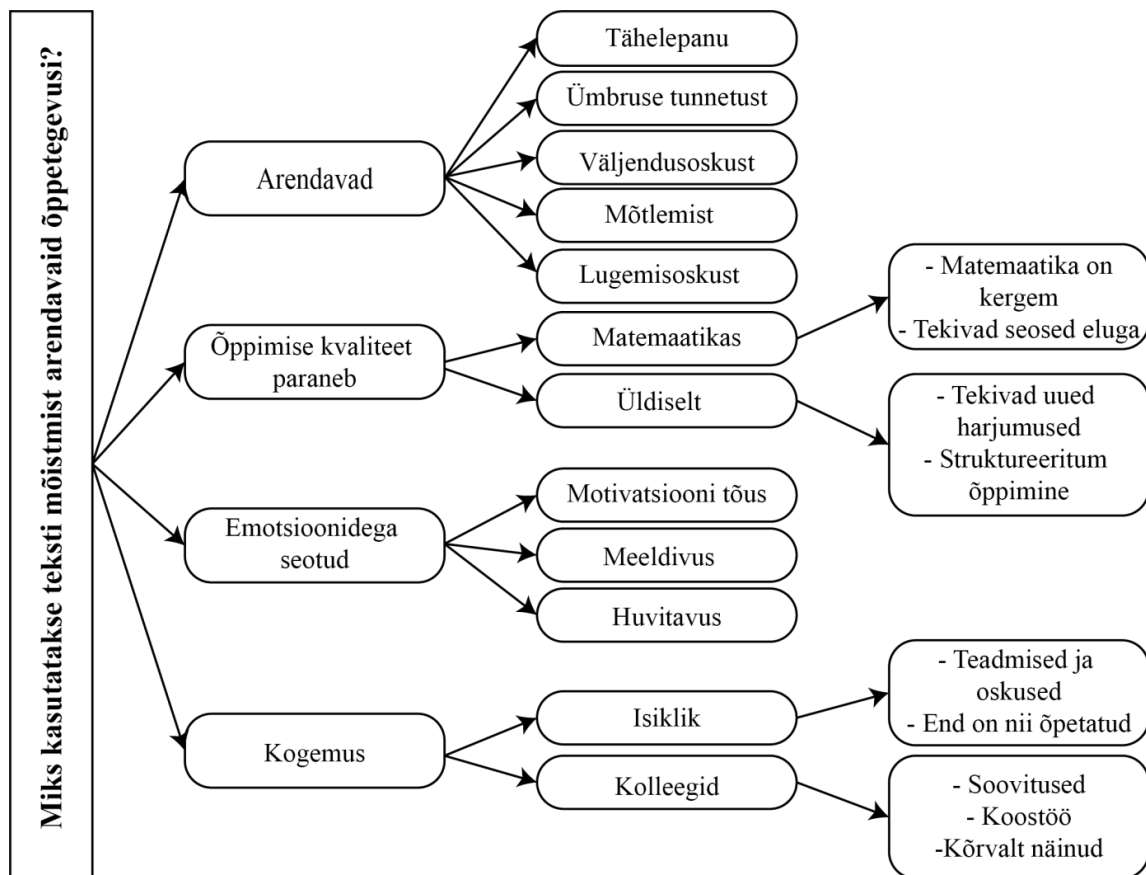 Miks kasutatakse teksti mõistmist arendavaid õppetegevusi?
Arendavad
Tähelepanu
Ümbruse tunnetust
Väljendusoskust
Mõtlemist
Lugemisoskust
Õppimise kvaliteet
paraneb
Matemaatikas
- Matemaatika on
kergem
- Tekivad seosed eluga
Üldiselt
- Tekivad uued
harjumused
- Struktureeritum
õppimine
Emotsioonidega
seotud
Motivatsiooni tõus
Meeldivus
Huvitavus
Kogemus
Isiklik
- Teadmised ja
oskused
- End on nii õpetatud
Kolleegid
- Soovitused
- Koostöö
-Kõrvalt näinud